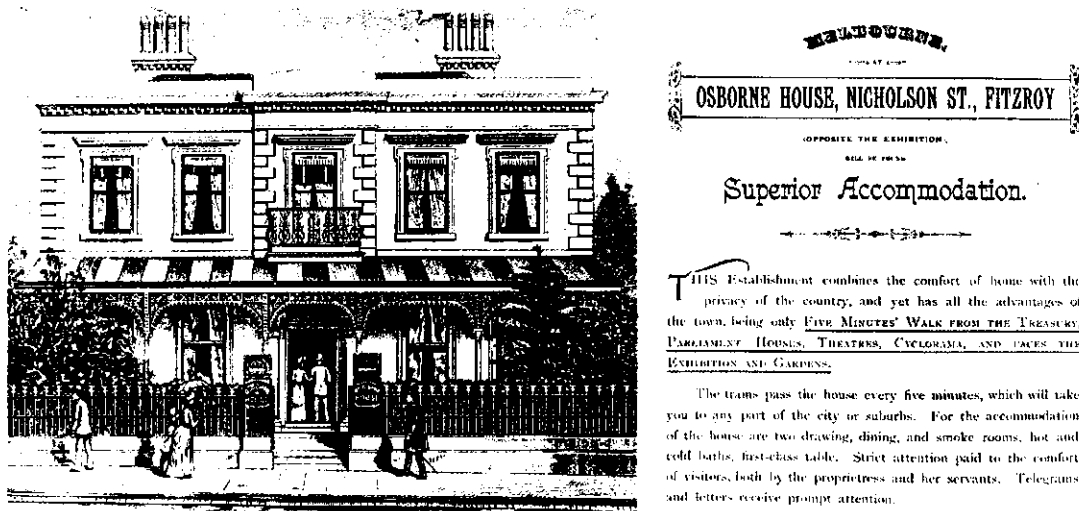 MELBOURNE.
OSBORNE HOUSE, NICHOLSON ST., FITZROY
(OPPOSITE THE EXHIBITION,
WILL BE FOUND
Superior Accommodation.
THIS Establishment combines the comfort of home with the
privacy of the country, and yet has all the advantages of
the town, being only FIVE MINUTES' WALK FROM THE TREASURY,
PARLIAMENT HOUSES, THEATRES, CYCLORAMA, AND FACES THE
EXHIBITION AND GARDENS.
The trams pass the house every five minutes, which will take
you to any part of the city or suburbs. For the accommodation
of the house are two drawing, dining, and smoke rooms, hot and
cold baths, first-class table. Strict attention paid to the comfort
of visitors, both by the proprietress and her servants. Telegrams
and letters receive prompt attention.